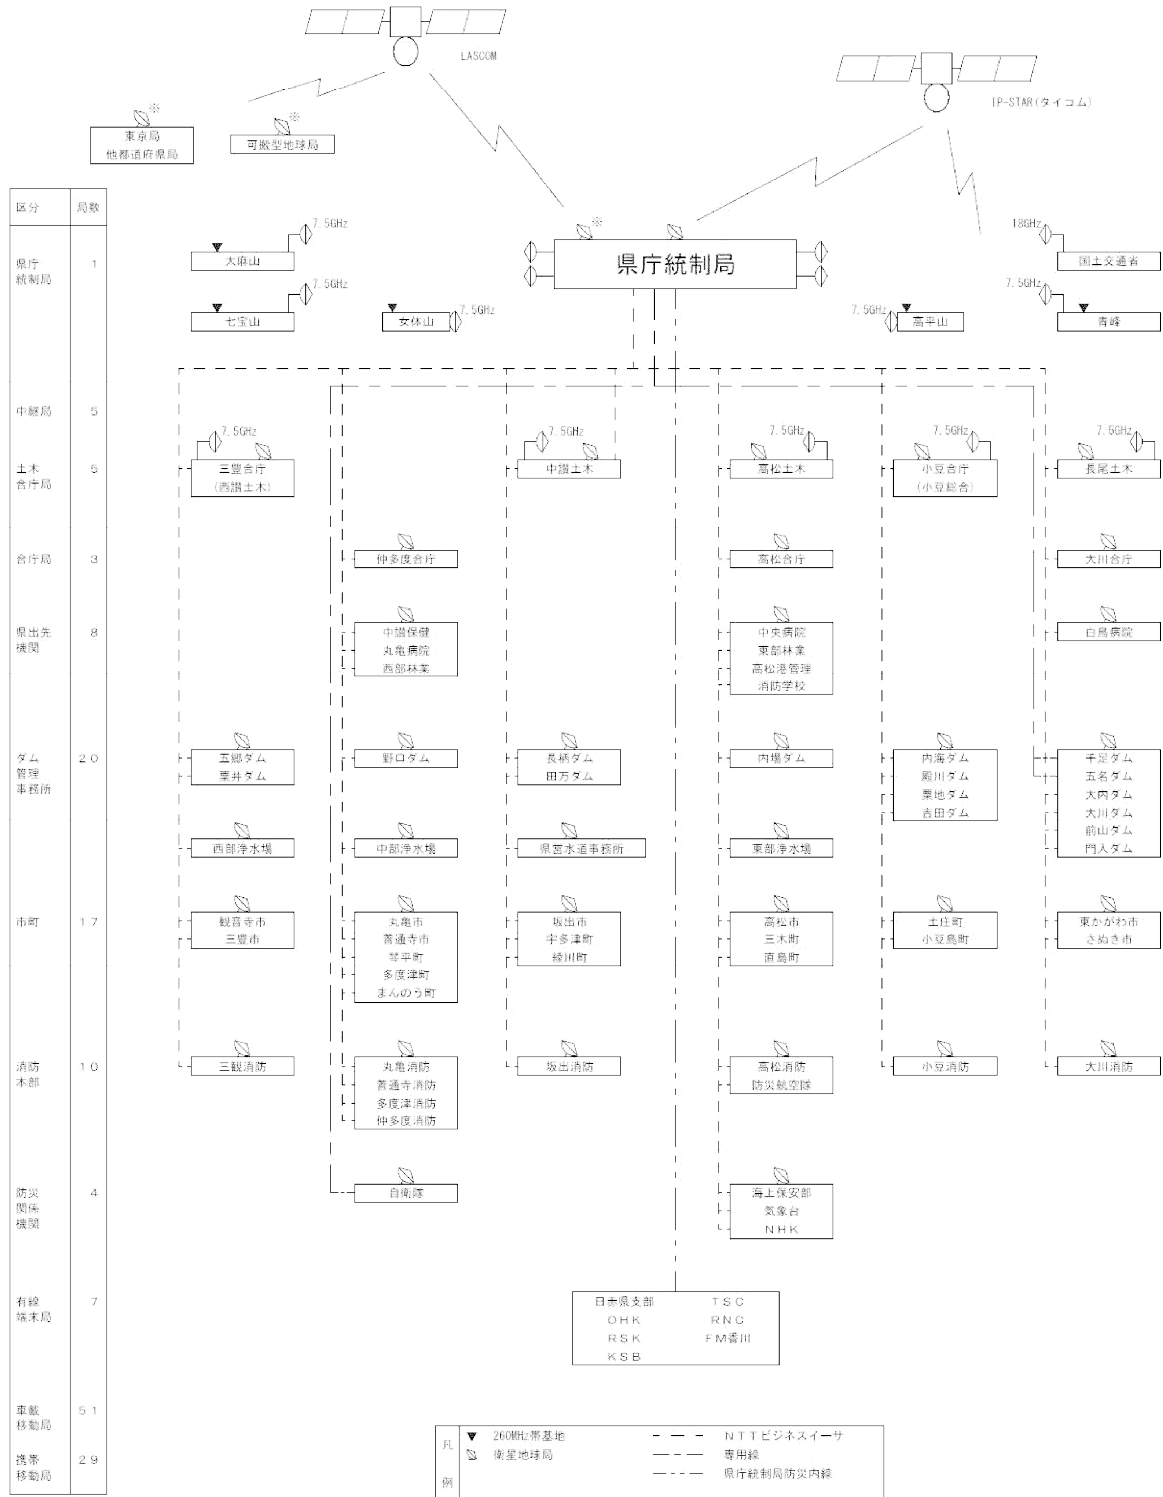 LASCOM
IP-STAR(タイコム)
※
東京局
他都道府県局
※
可搬型地球局
区分 局数
県庁
統制局
1
中継局 5
土木
合庁局
5
合庁局 3
県出先
機関
8
ダム
管理
事務所
20
市町 17
消防
本部
10
防災
関係
機関
4
有線
端末局
7
車載
移動局
51
携帯
移動局
29
7.5GHz
大麻山
※
県庁統制局
18GHz
国土交通省
7.5GHz
七宝山
7.5GHz
女体山
7.5GHz
高平山
7.5GHz
青峰
7.5GHz
三豊合庁
(西讃土木)
7.5GHz
中讃土木
7.5GHz
高松土木
7.5GHz
小豆合庁
(小豆総合)
7.5GHz
長尾土木
仲多度合庁
高松合庁
大川合庁
中讃保健
丸亀病院
西部林業
中央病院
東部林業
高松港管理
消防学校
白鳥病院
五郷ダム
粟井ダム
野口ダム
長柄ダム
田万ダム
内場ダム
内海ダム
殿川ダム
粟地ダム
吉田ダム
千足ダム
五名ダム
大内ダム
大川ダム
前山ダム
門入ダム
西部浄水場
中部浄水場
県営水道事務所
東部浄水場
観音寺市
三豊市
丸亀市
善通寺市
琴平町
多度津町
まんのう町
坂出市
宇多津町
綾川町
高松市
三木町
直島町
土庄町
小豆島町
東かがわ市
さぬき市
三観消防
丸亀消防
善通寺消防
多度津消防
仲多度消防
坂出消防
高松消防
防災航空隊
小豆消防
大川消防
自衛隊
海上保安部
気象台
NHK
日赤県支部 TSC
OHK RNC
RSK FM香川
KSB
凡
例
260MHz帯基地
衛星地球局
NTTビジネスイーサ
専用線
県庁統制局防災内線